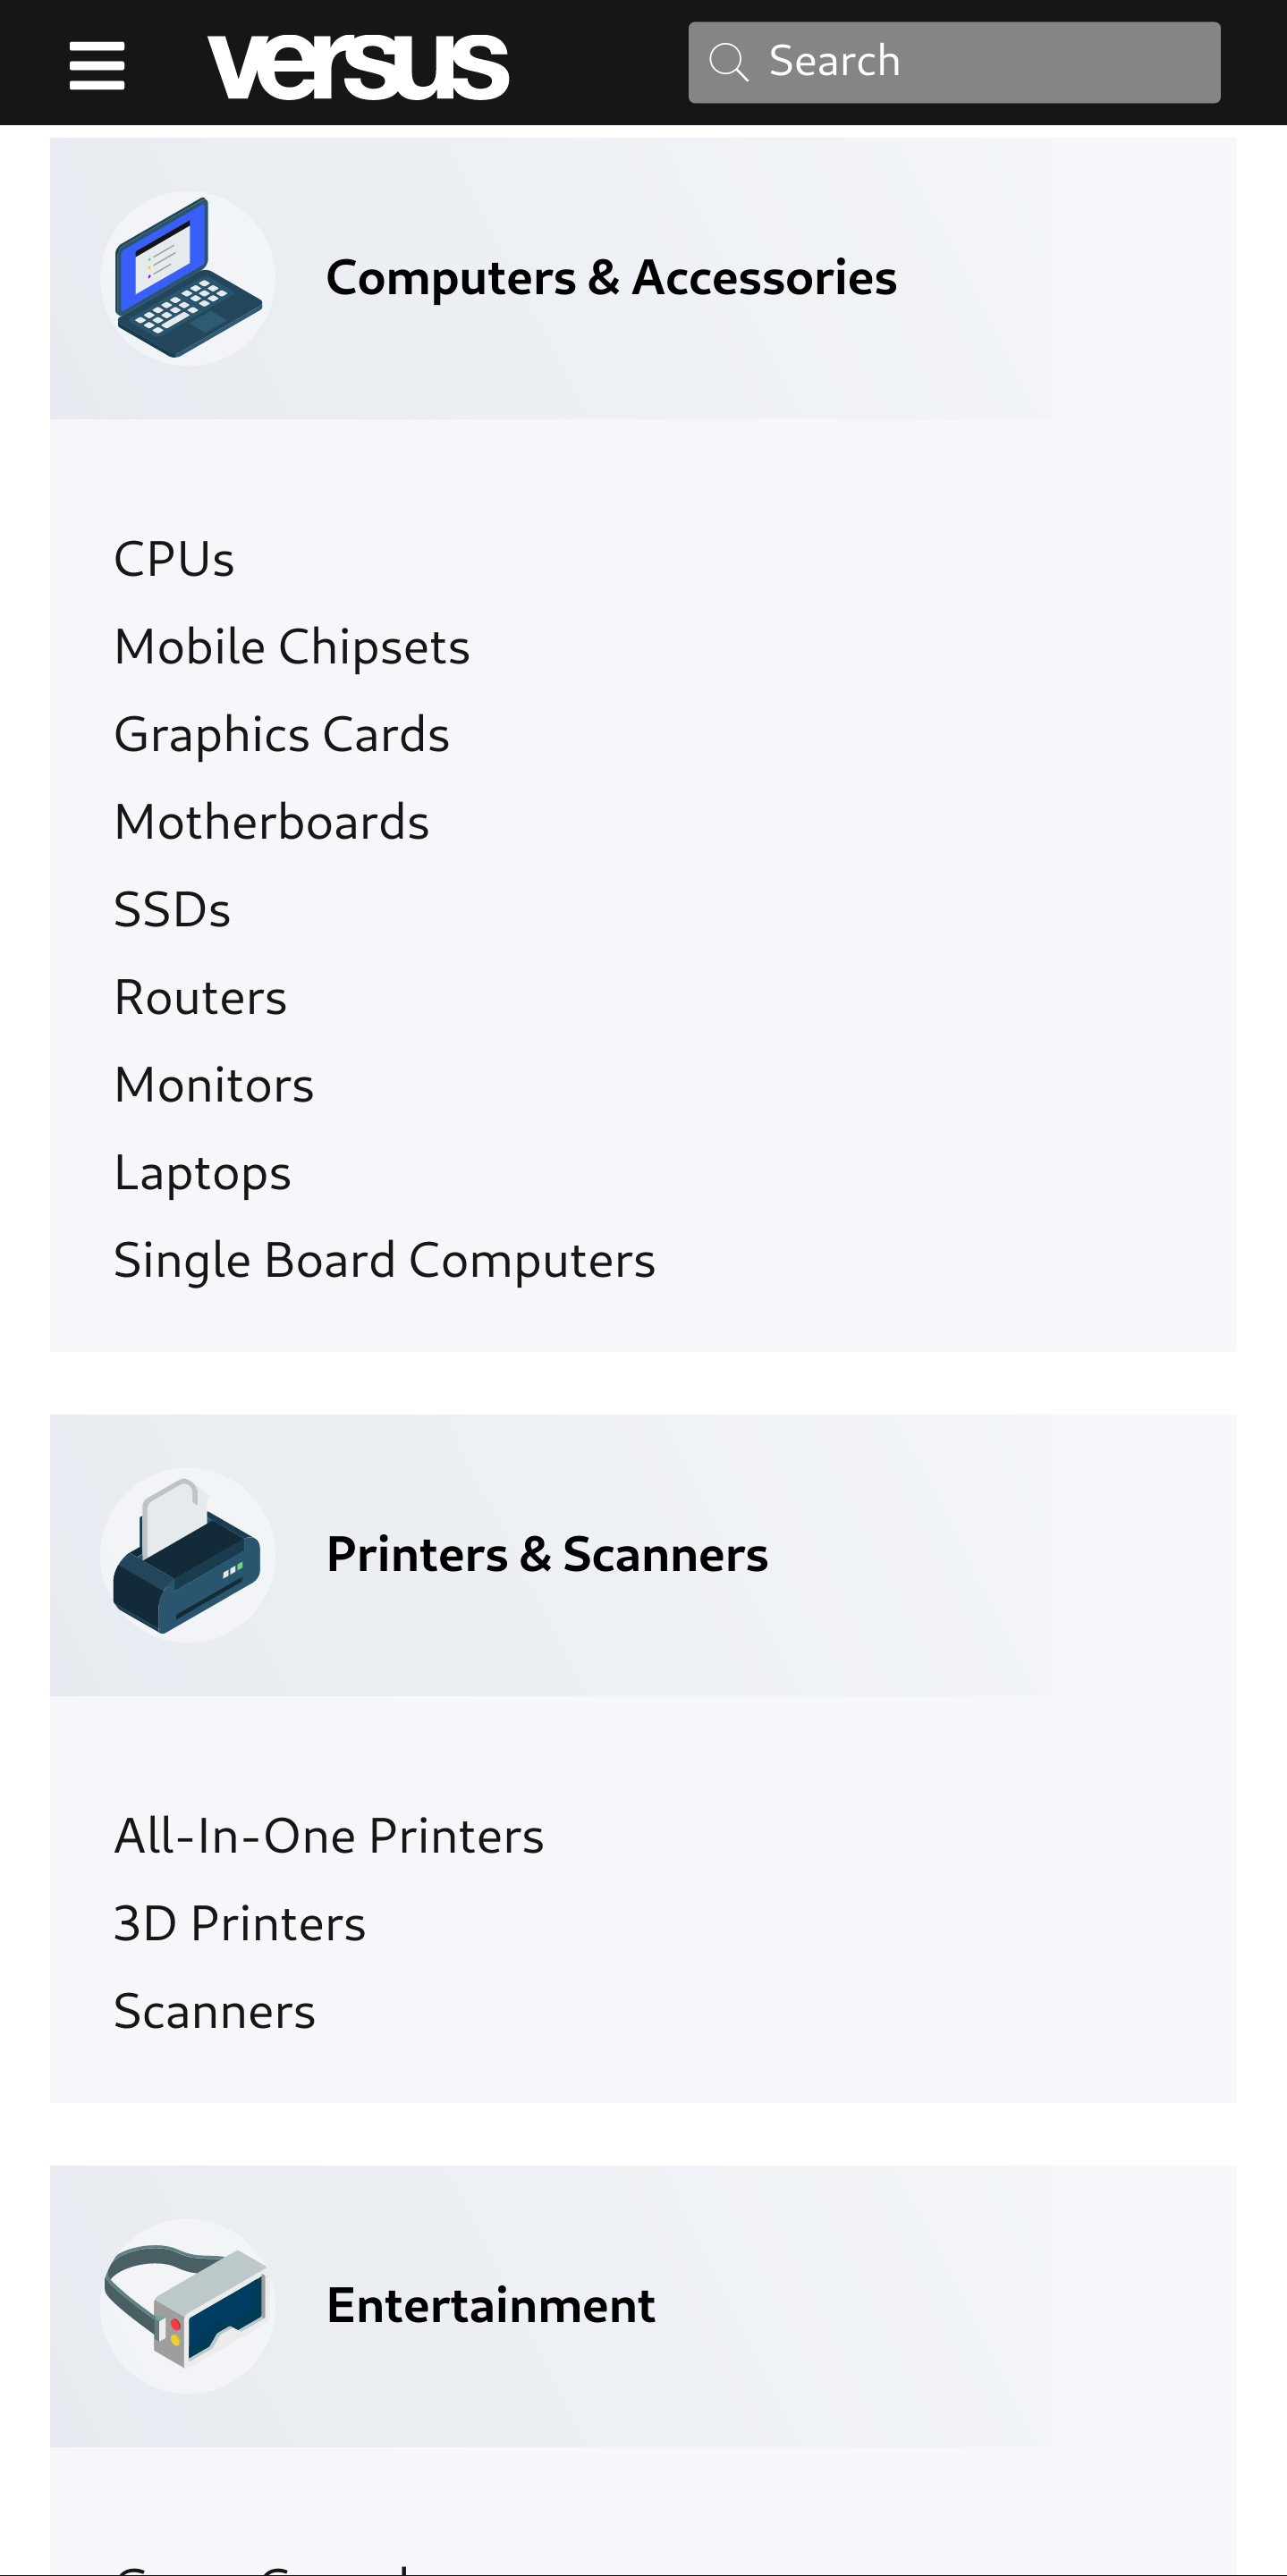 versus
Search
Computers & Accessories
CPUs
Mobile Chipsets
Graphics Cards
Motherboards
SSDs
Routers
Monitors
Laptops
Single Board Computers
Printers & Scanners
All-In-One Printers
3D Printers
Scanners
Entertainment